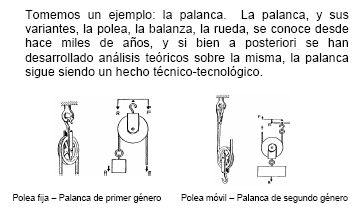 Tomemos un ejemplo: la palanca. La palanca, y sus
variantes, la polea, la balanza, la rueda, se conoce desde
hace miles de años, y si bien a posteriori se han
desarrollado análisis teóricos sobre la misma, la palanca
sigue siendo un hecho técnico-tecnológico.
Polea fija – Palanca de primer género
Polea móvil – Palanca de segundo género